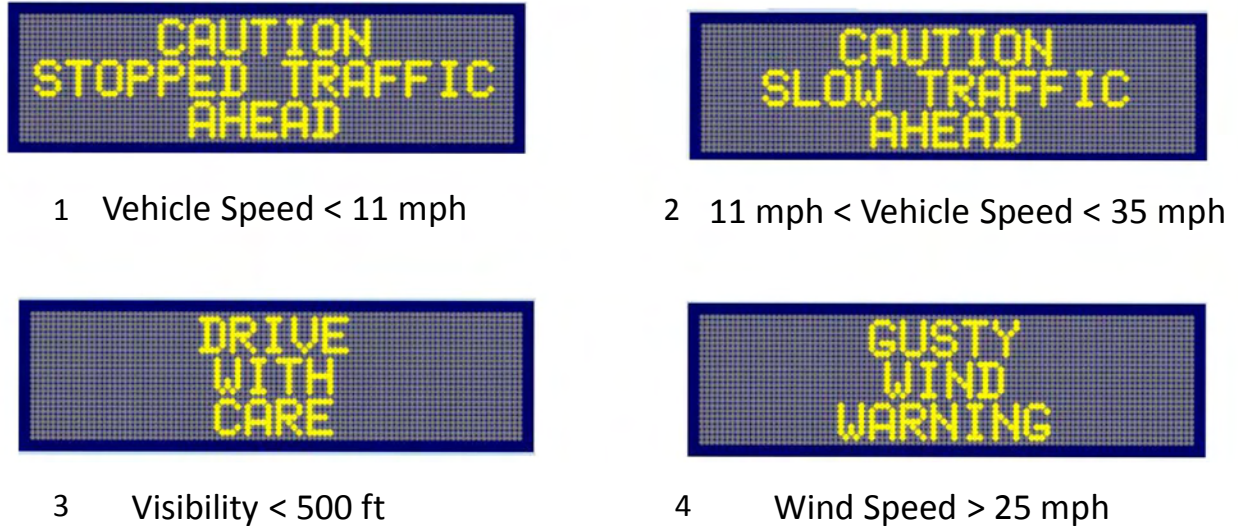 CAUTION
STOPPED TRAFFIC
AHEAD
1 Vehicle Speed < 11 mph
CAUTION
SLOW TRAFFIC
AHEAD
2 11 mph < Vehicle Speed < 35 mph
DRIVE
WITH
CARE
3 Visibility < 500 ft
GUSTY
WIND
WARNING
4 Wind Speed > 25 mph